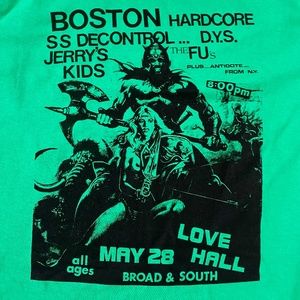 BOSTON HARDCORE
SS DECONTROL ... D.Y.S.
JERRY'S KIDS
THE FU's
PLUS... ANTIDOTE...
FROM N.Y.
8:00pm
LOVE HALL
all ages
MAY 28
BROAD & SOUTH